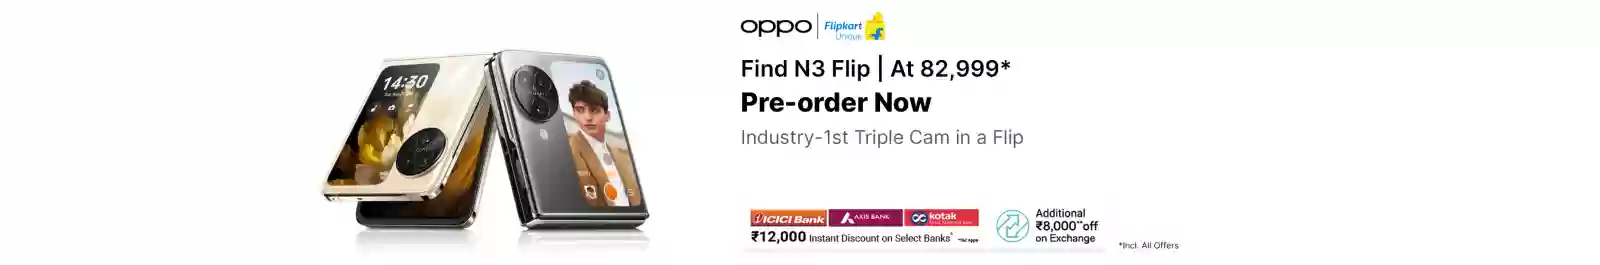 oppo
Flipkart
Unique
Find N3 Flip | At 82,999*
Pre-order Now
Industry-1st Triple Cam in a Flip
14:30
ICICI Bank
AXIS BANK
kotak
₹12,000 Instant Discount on Select Banks* *T&C Apply
Additional
₹8,000**off
on Exchange
*Incl. All Offers